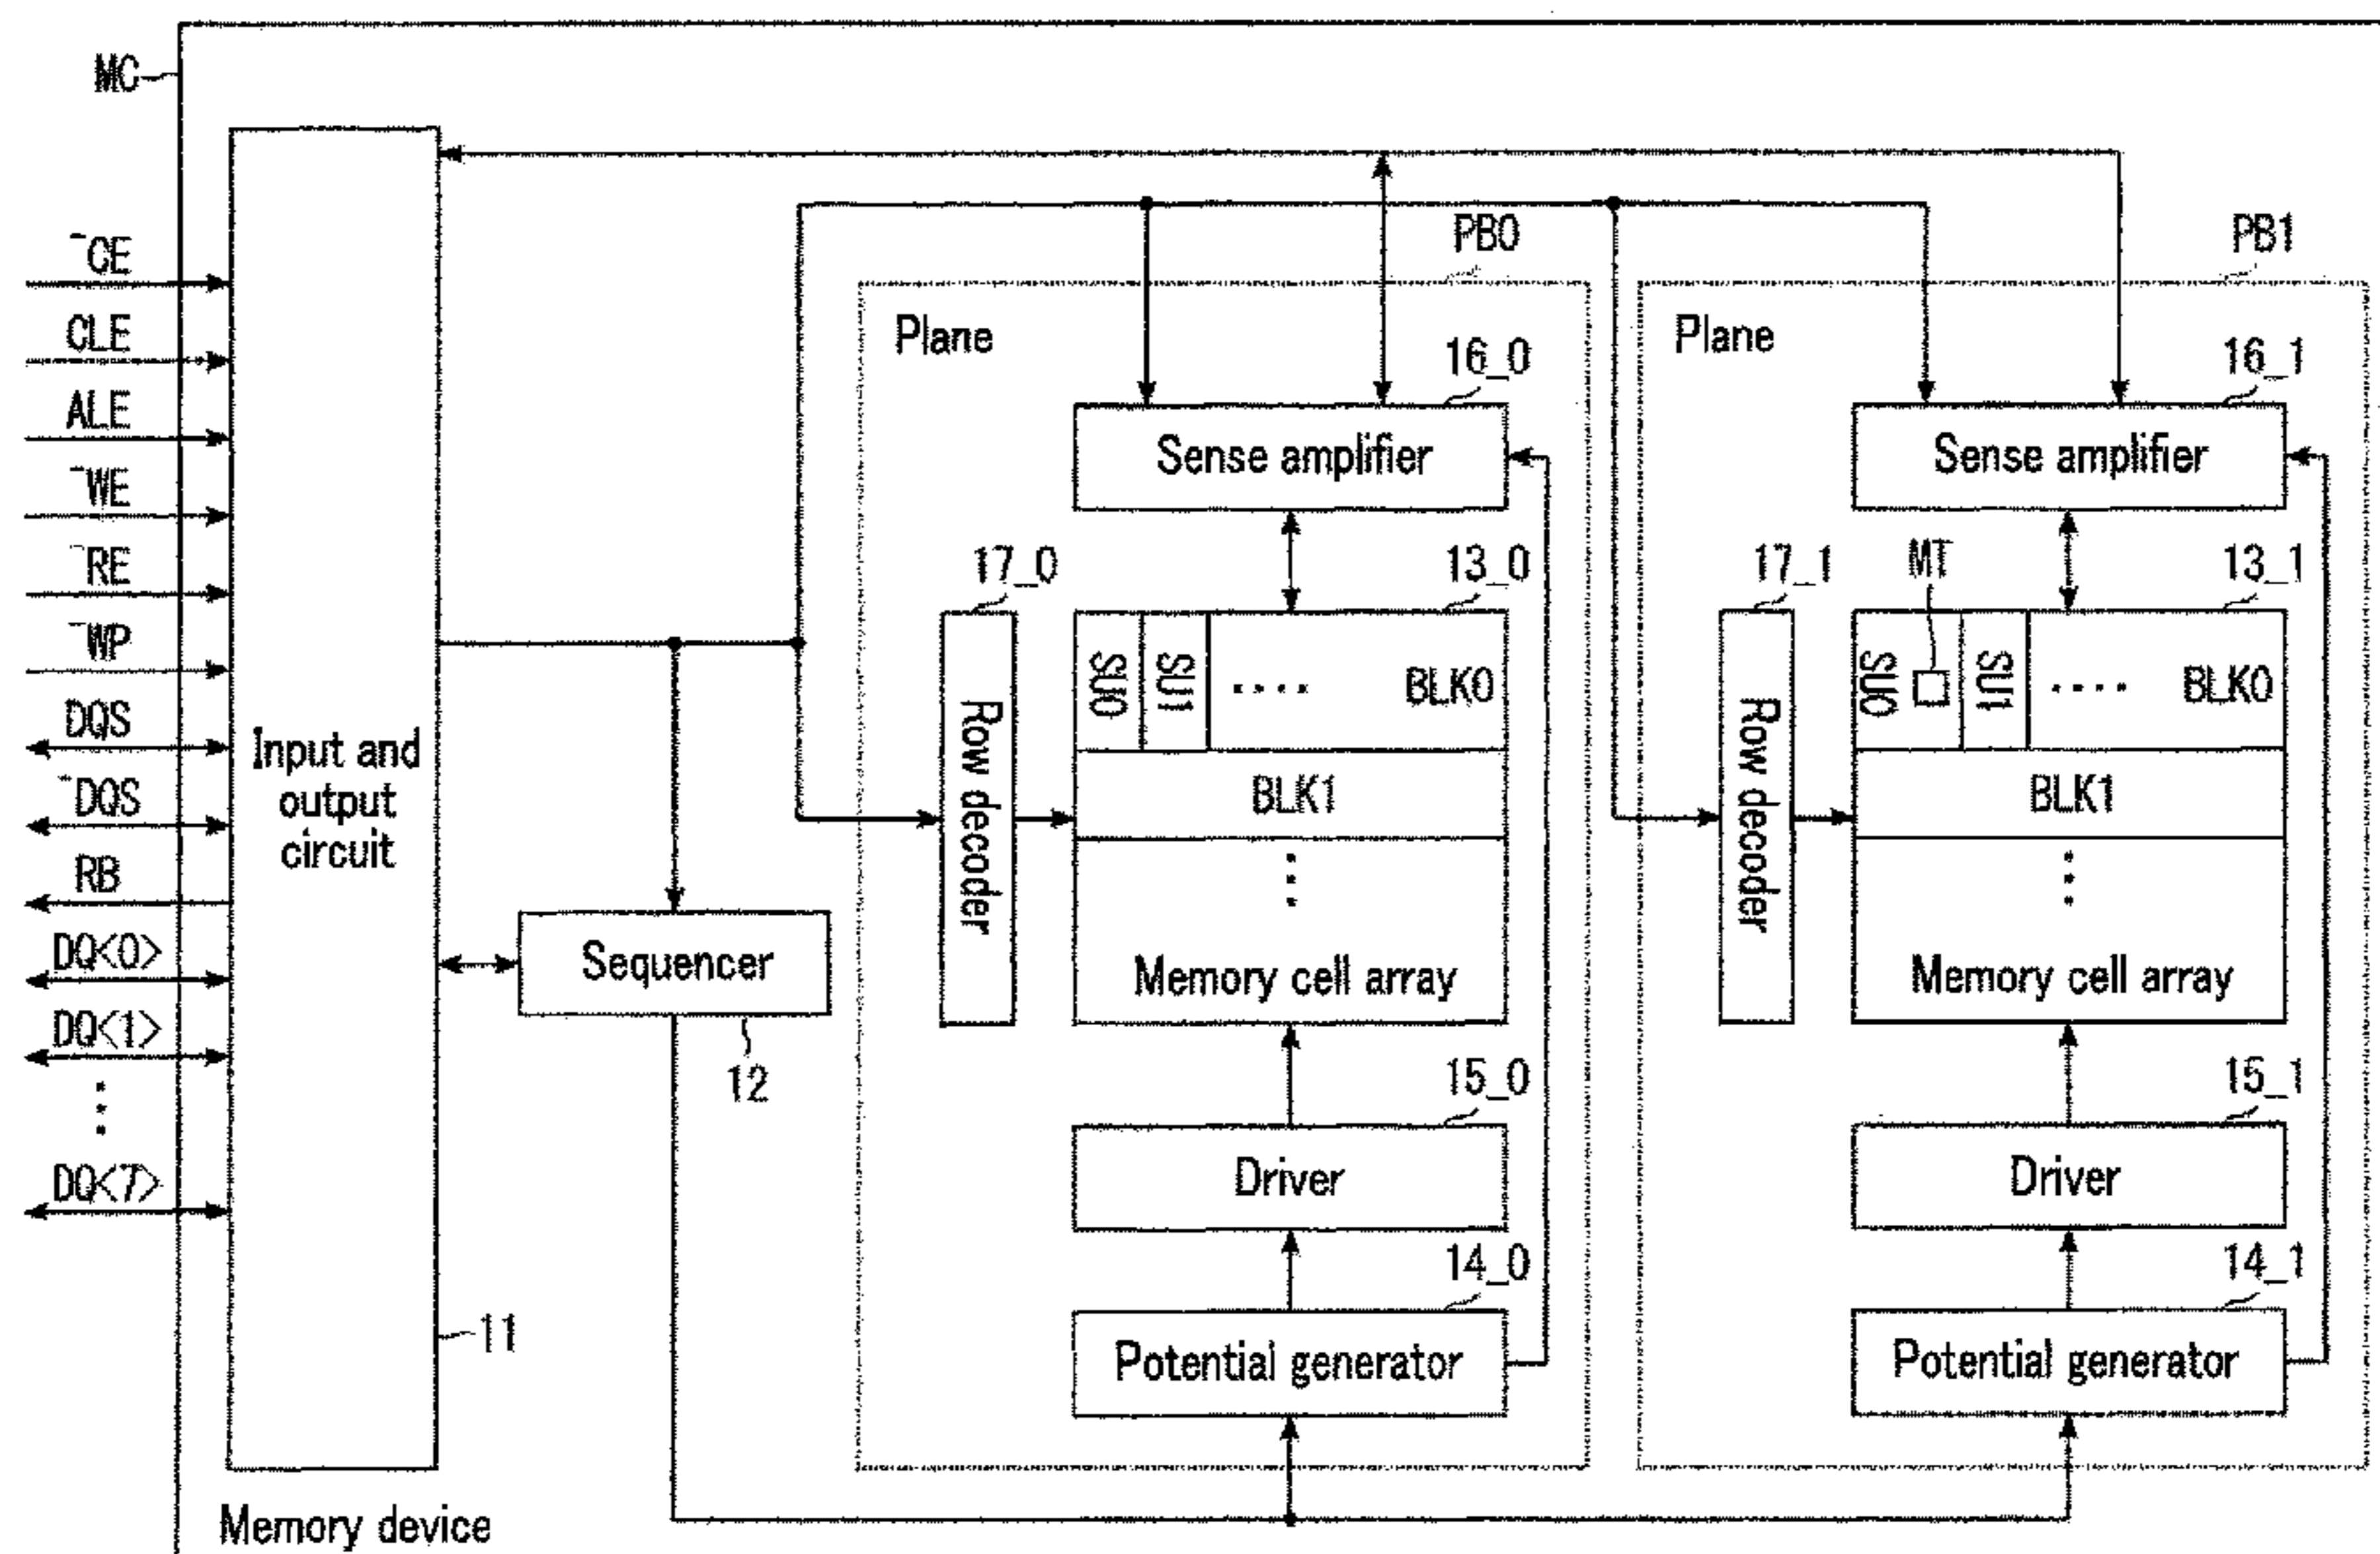 MC
¯CE
CLE
ALE
¯WE
¯RE
¯WP
DQS
¯DQS
RB
DQ<0>
DQ<1>
DQ<7>
Input and
output
circuit
11
Sequencer
12
Memory device
PB0
Plane
16_0
Sense amplifier
17_0
Row decoder
13_0
SU0
SU1
BLK0
BLK1
Memory cell array
15_0
Driver
14_0
Potential generator
PB1
Plane
16_1
Sense amplifier
17_1
Row decoder
MT
13_1
SU0
SU1
BLK0
BLK1
Memory cell array
15_1
Driver
14_1
Potential generator